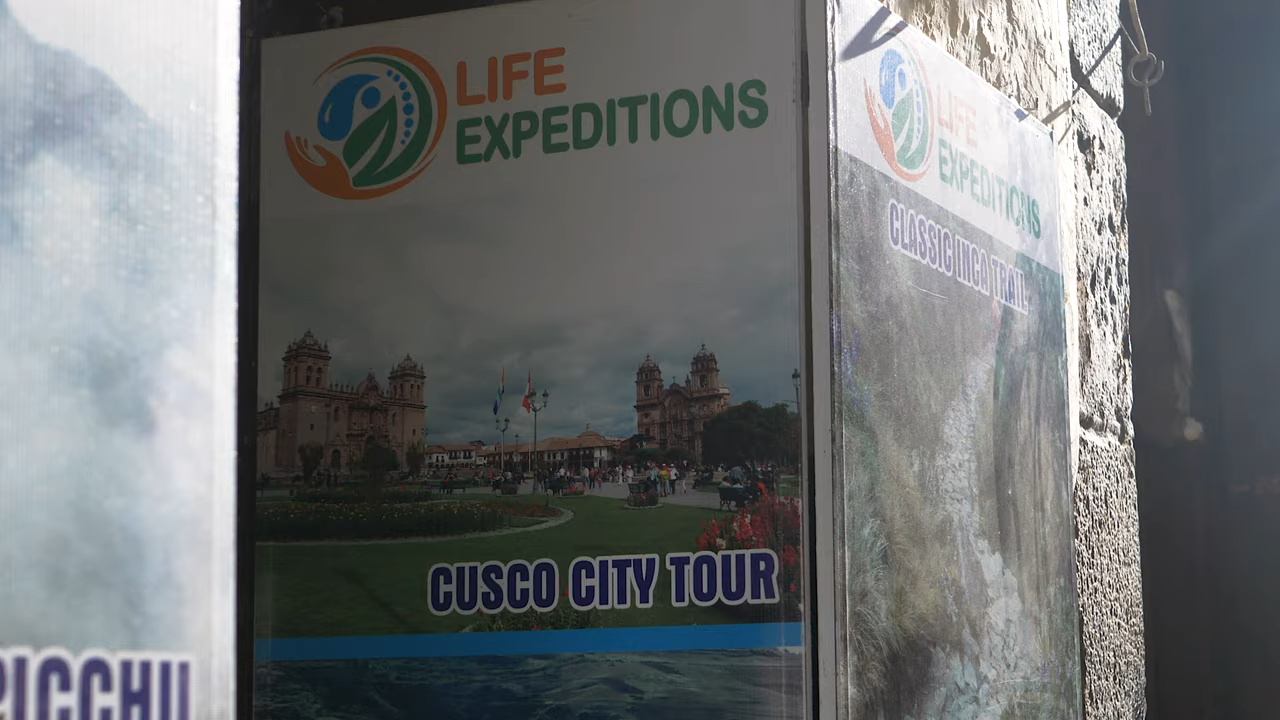 LIFE
EXPEDITIONS
CUSCO CITY TOUR
LIFE
EXPEDITIONS
CLASSIC INCA TRAIL
PICCHU